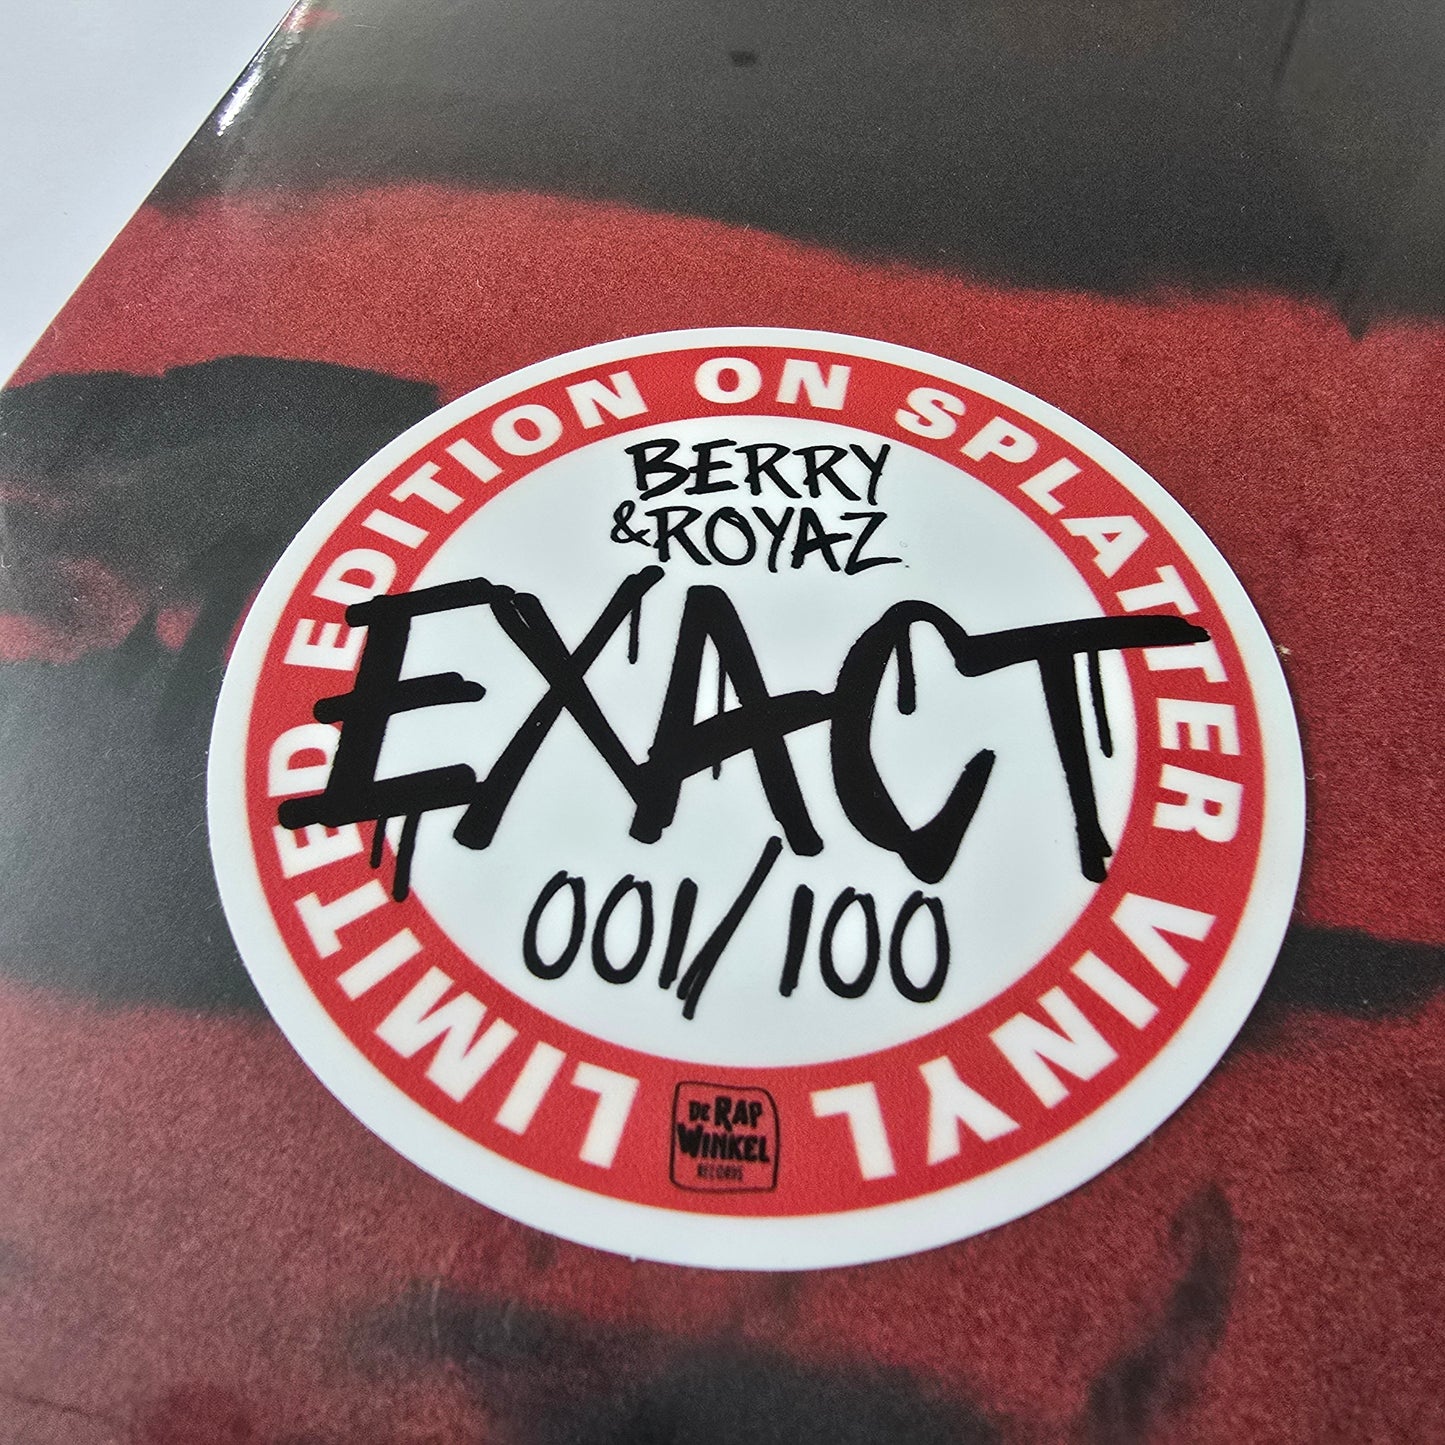 LIMITED EDITION ON SPLATTER VINYL
BERRY
&ROYAZ
EXACT
001/100
DE RAP
WINKEL
RECORDS